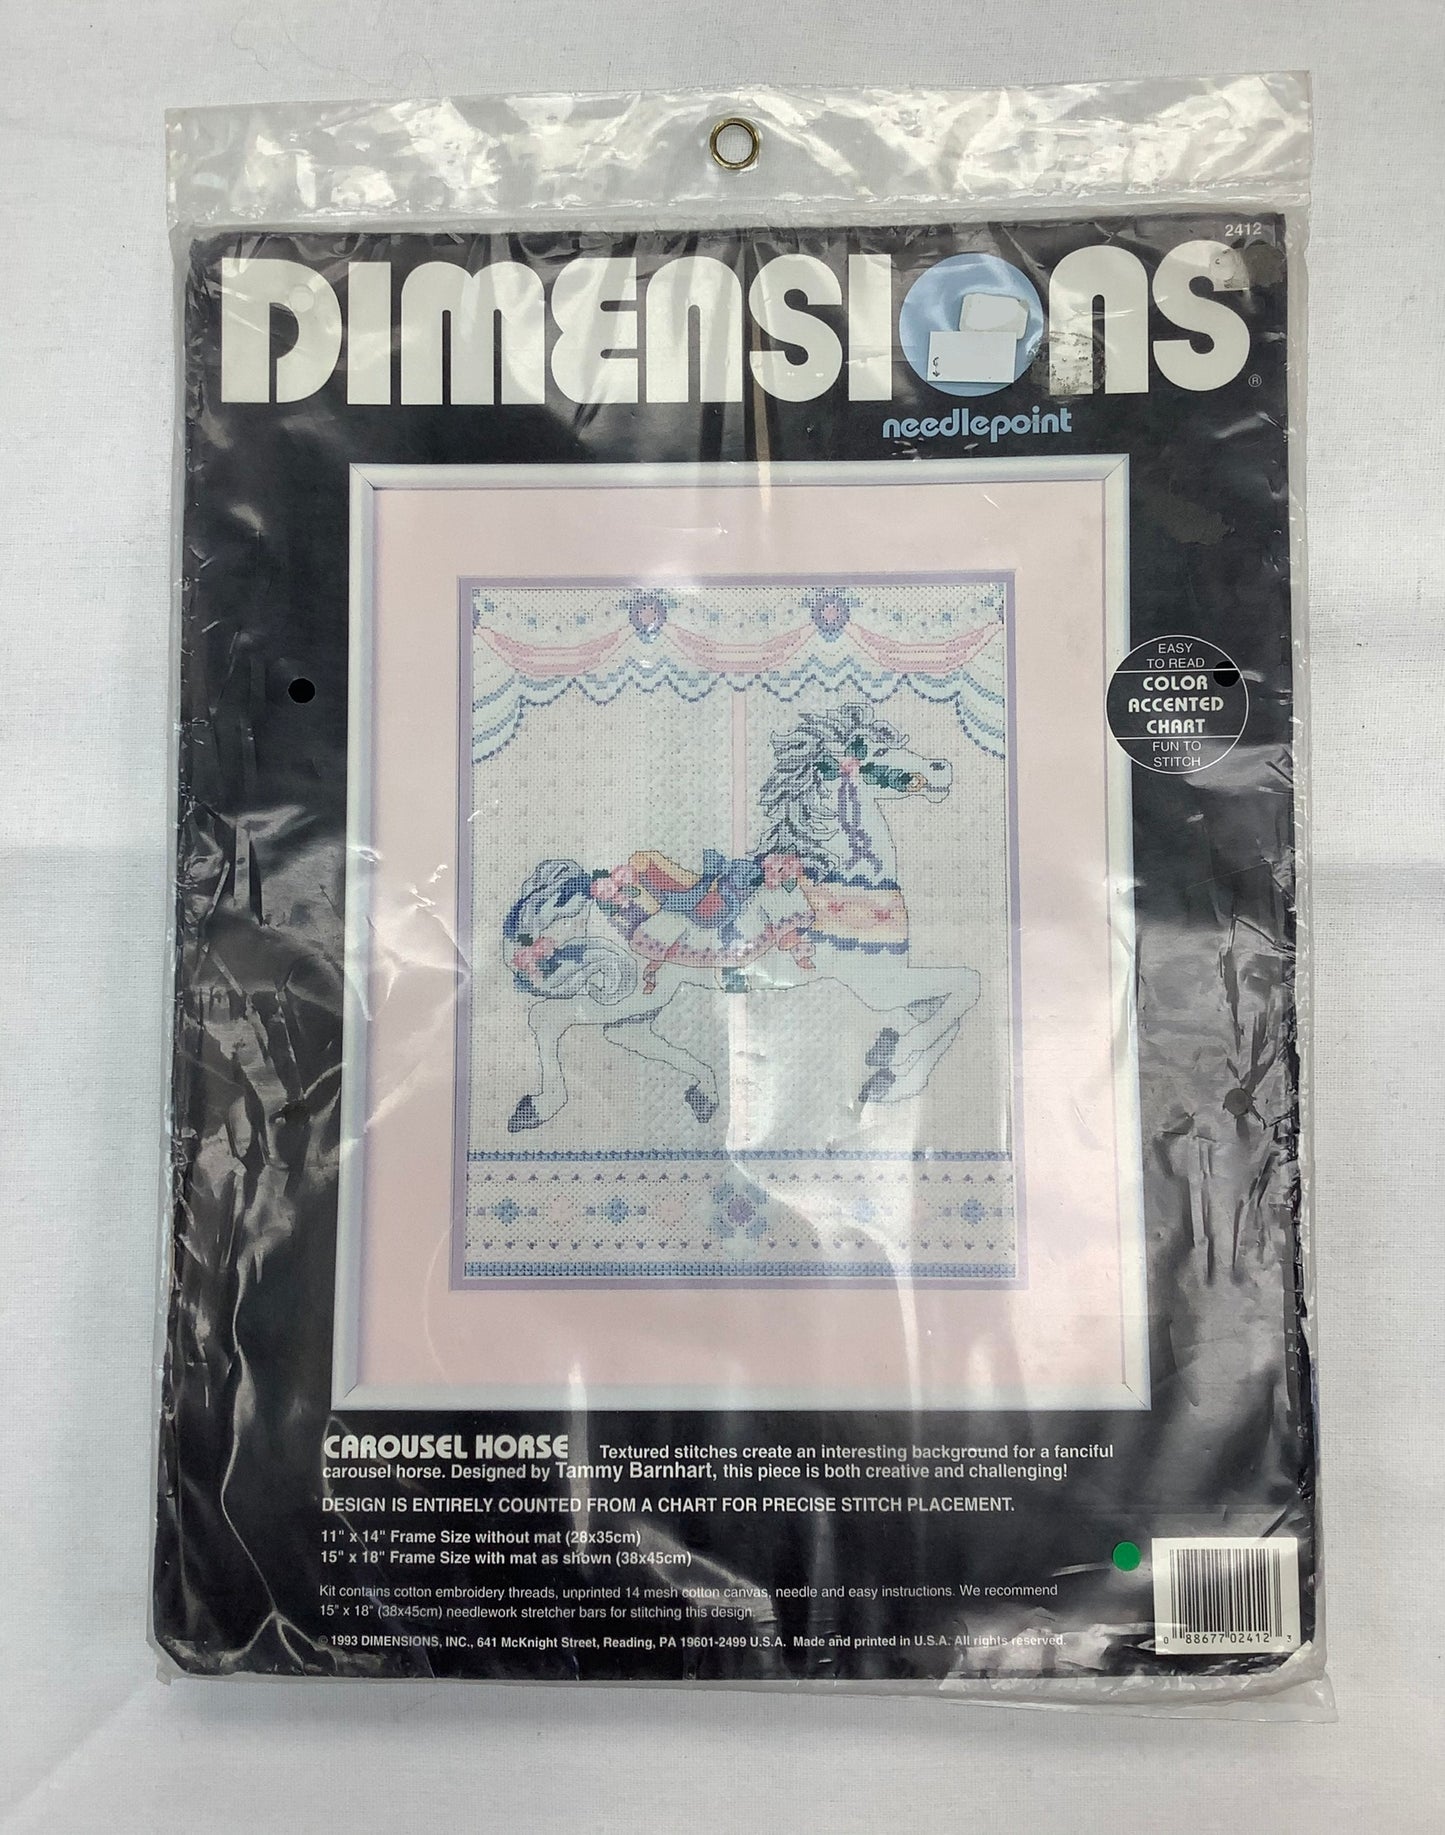 2412
DIMENSIONS®
needlepoint
EASY
TO READ
COLOR
ACCENTED
CHART
FUN TO
STITCH
CAROUSEL HORSE Textured stitches create an interesting background for a fanciful
carousel horse. Designed by Tammy Barnhart, this piece is both creative and challenging!
DESIGN IS ENTIRELY COUNTED FROM A CHART FOR PRECISE STITCH PLACEMENT.
11" x 14" Frame Size without mat (28x35cm)
15" x 18" Frame Size with mat as shown (38x45cm)
Kit contains cotton embroidery threads, unprinted 14 mesh cotton canvas, needle and easy instructions. We recommend
15" x 18" (38x45cm) needlework stretcher bars for stitching this design.
© 1993 DIMENSIONS, INC., 641 McKnight Street, Reading, PA 19601-2499 U.S.A. Made and printed in U.S.A. All rights reserved.
0 88677 02412 3